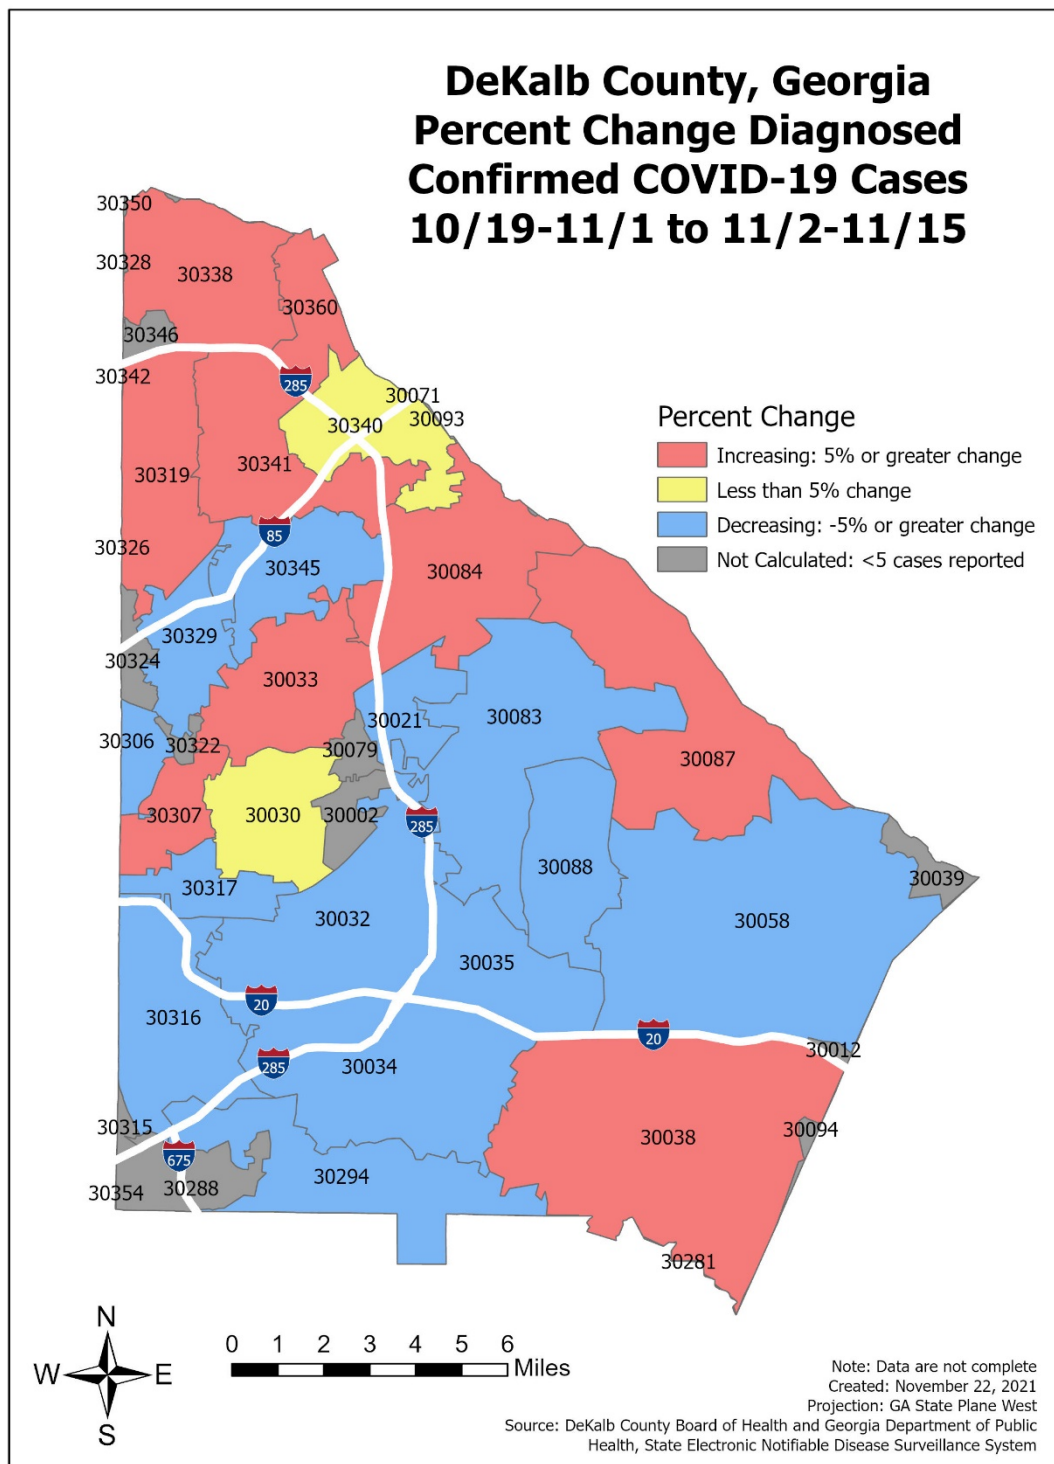 DeKalb County, Georgia
Percent Change Diagnosed
Confirmed COVID-19 Cases
10/19-11/1 to 11/2-11/15
30350
30328
30338
30360
30346
30342
285
30071
30093
30340
30341
30319
Percent Change
Increasing: 5% or greater change
Less than 5% change
Decreasing: -5% or greater change
Not Calculated: <5 cases reported
85
30326
30345
30084
30329
30324
30033
30021
30083
30306
30322
30079
30087
30307
30030
30002
285
30088
30317
30039
30032
30058
30035
20
30316
20
30012
285
30034
30315
30038
30094
675
30294
30354
30288
30281
N
W
E
S
0 1 2 3 4 5 6
Miles
Note: Data are not complete
Created: November 22, 2021
Projection: GA State Plane West
Source: DeKalb County Board of Health and Georgia Department of Public
Health, State Electronic Notifiable Disease Surveillance System